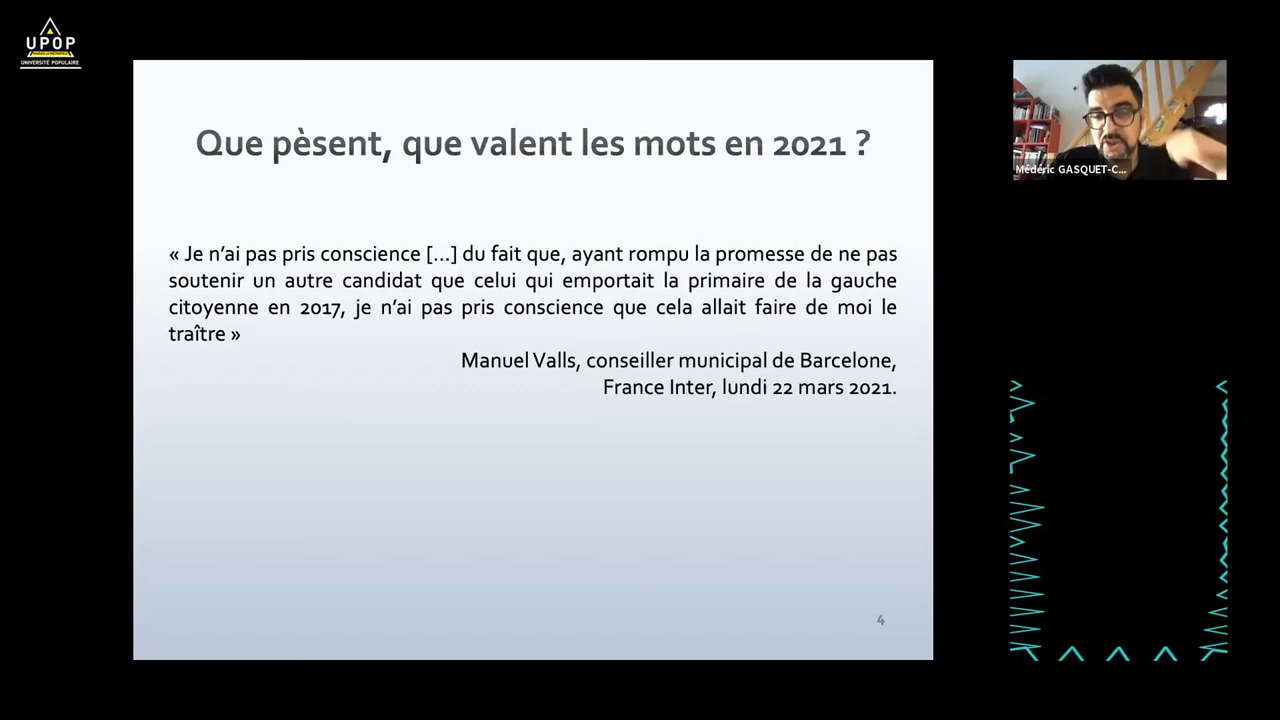 UPOP
UNIVERSITÉ POPULAIRE
Que pèsent, que valent les mots en 2021 ?
« Je n’ai pas pris conscience [...] du fait que, ayant rompu la promesse de ne pas
soutenir un autre candidat que celui qui emportait la primaire de la gauche
citoyenne en 2017, je n’ai pas pris conscience que cela allait faire de moi le
traître »
Manuel Valls, conseiller municipal de Barcelone,
France Inter, lundi 22 mars 2021.
4
Médéric GASQUET-C...